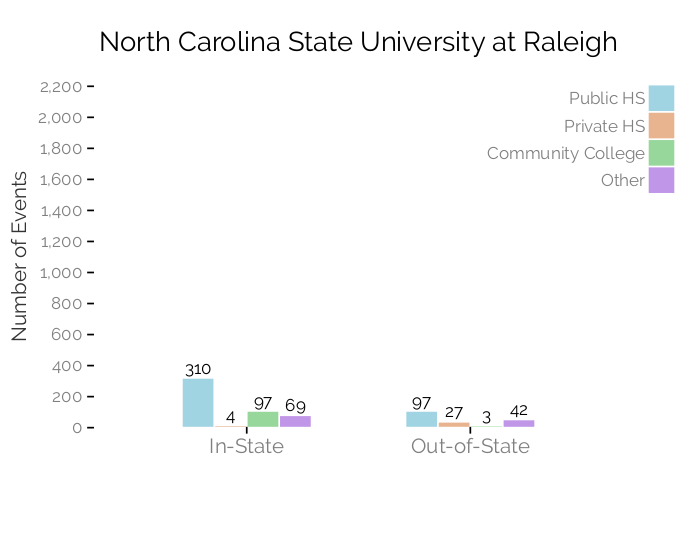 North Carolina State University at Raleigh
Public HS
Private HS
Community College
Other
Number of Events
2,200
2,000
1,800
1,600
1,400
1,200
1,000
800
600
400
200
0
310
4
97
69
97
27
3
42
In-State
Out-of-State